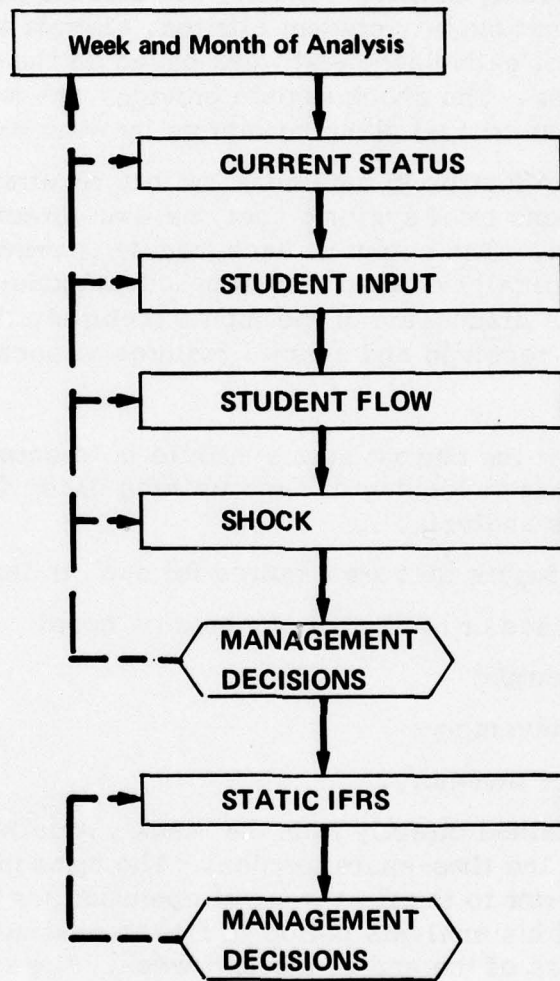 Week and Month of Analysis
CURRENT STATUS
STUDENT INPUT
STUDENT FLOW
SHOCK
MANAGEMENT
DECISIONS
STATIC IFRS
MANAGEMENT
DECISIONS